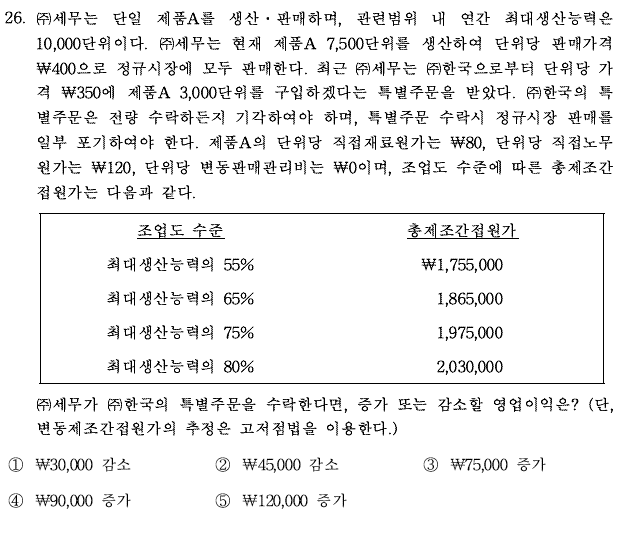 26. ㈜세무는 단일 제품A를 생산·판매하며, 관련범위 내 연간 최대생산능력은
10,000단위이다. ㈜세무는 현재 제품A 7,500단위를 생산하여 단위당 판매가격
₩400으로 정규시장에 모두 판매한다. 최근 ㈜세무는 ㈜한국으로부터 단위당 가
격 ₩350에 제품A 3,000단위를 구입하겠다는 특별주문을 받았다. ㈜한국의 특
별주문은 전량 수락하든지 기각하여야 하며, 특별주문 수락시 정규시장 판매를
일부 포기하여야 한다. 제품A의 단위당 직접재료원가는 ₩80, 단위당 직접노무
원가는 ₩120, 단위당 변동판매관리비는 ₩0이며, 조업도 수준에 따른 총제조간
접원가는 다음과 같다.
조업도 수준 총제조간접원가
최대생산능력의 55% ₩1,755,000
최대생산능력의 65% 1,865,000
최대생산능력의 75% 1,975,000
최대생산능력의 80% 2,030,000
㈜세무가 ㈜한국의 특별주문을 수락한다면, 증가 또는 감소할 영업이익은? (단,
변동제조간접원가의 추정은 고저점법을 이용한다.)
① ₩30,000 감소 ② ₩45,000 감소 ③ ₩75,000 증가
④ ₩90,000 증가 ⑤ ₩120,000 증가